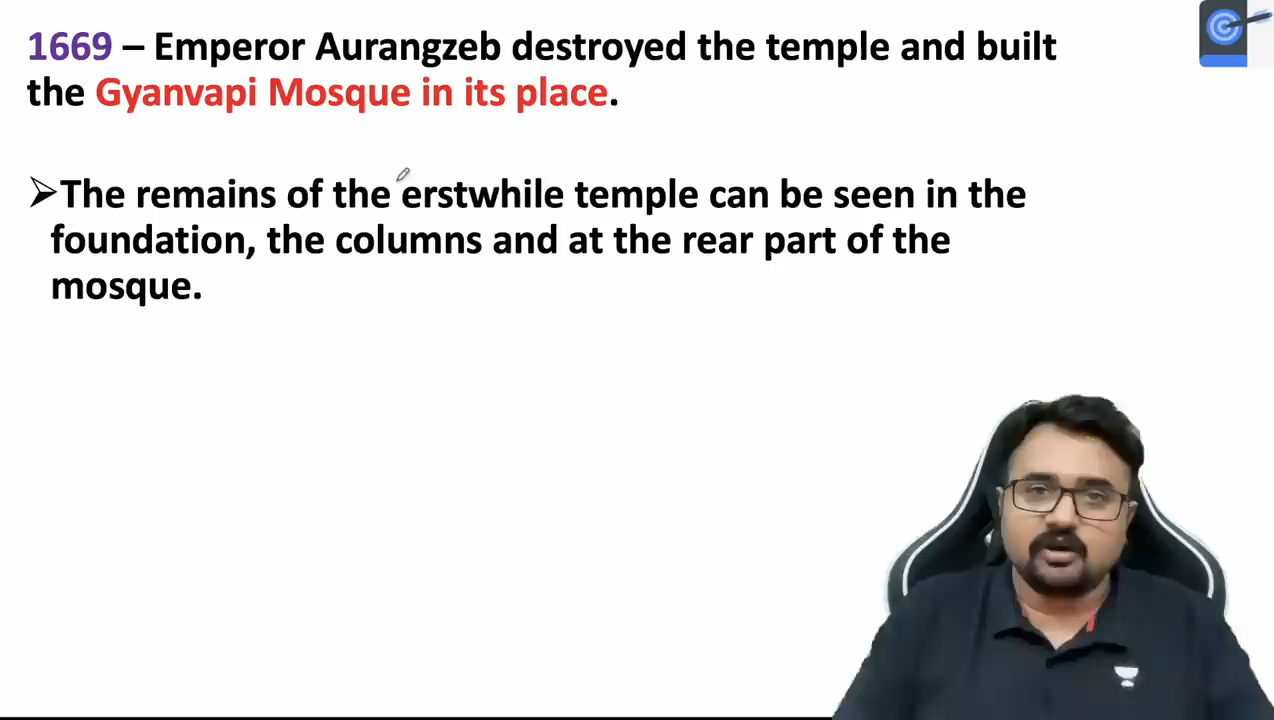 1669 – Emperor Aurangzeb destroyed the temple and built
the Gyanvapi Mosque in its place.
➢The remains of the erstwhile temple can be seen in the
foundation, the columns and at the rear part of the
mosque.